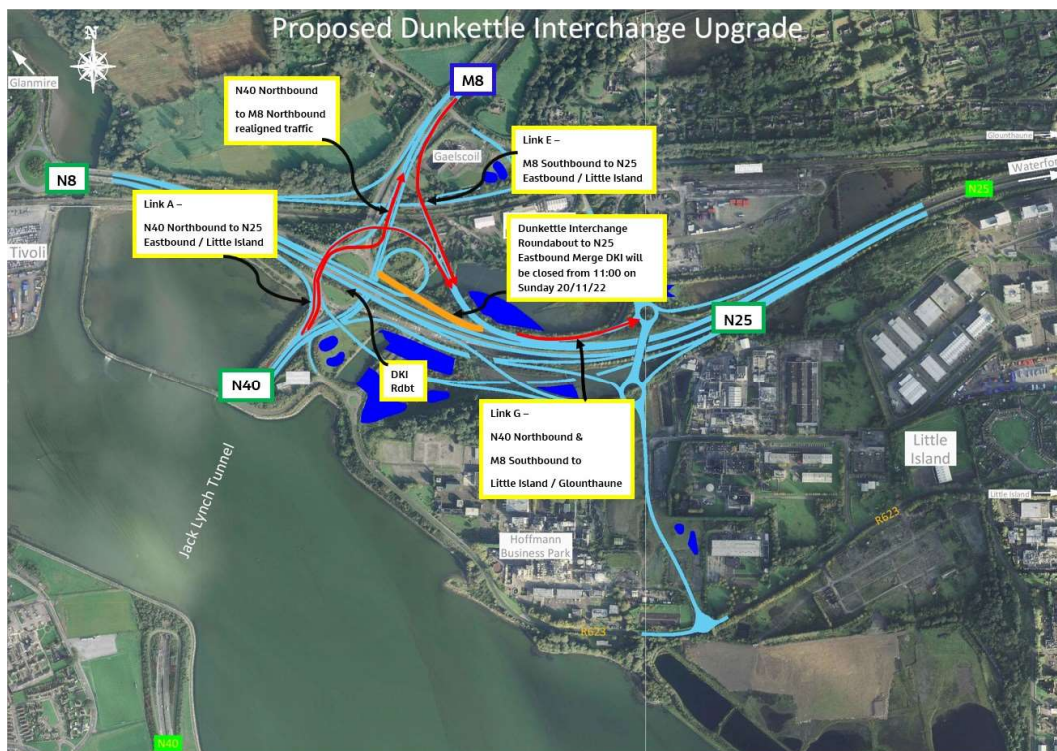 Proposed Dunkettle Interchange Upgrade
N
Glanmire
M8
N40 Northbound
to M8 Northbound
realigned traffic
Gaelscoil
Link E –
M8 Southbound to N25
Eastbound / Little Island
Glounthaune
Waterfor
N25
N8
Link A –
N40 Northbound to N25
Eastbound / Little Island
Tivoli
Dunkettle Interchange
Roundabout to N25
Eastbound Merge DKI will
be closed from 11:00 on
Sunday 20/11/22
N25
N40
DKI
Rdbt
Link G –
N40 Northbound &
M8 Southbound to
Little Island / Glounthaune
Little
Island
Little Island
R623
Jack Lynch Tunnel
Hoffmann
Business Park
R623
N40